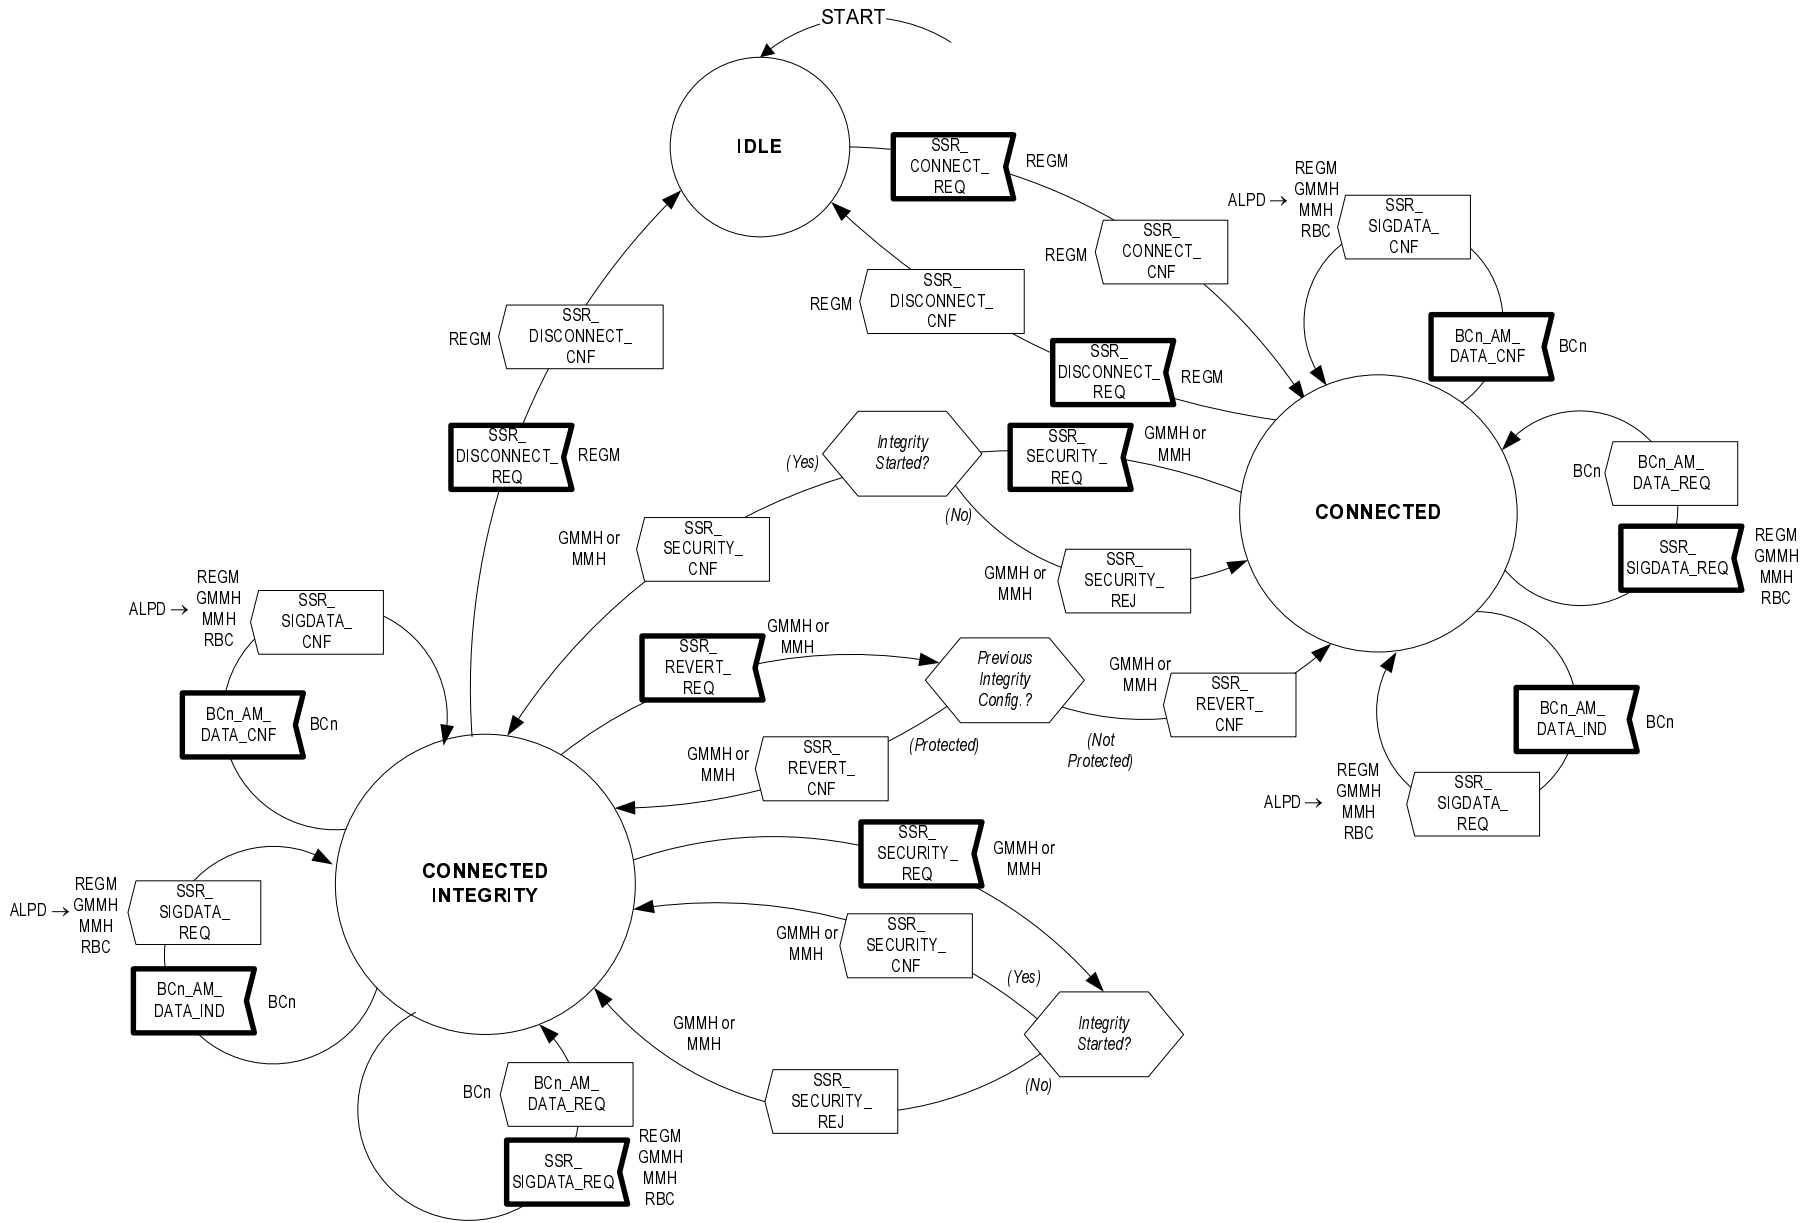 START
IDLE
SSR_
CONNECT_
REQ
REGM
SSR_
CONNECT_
CNF
REGM
ALPD →
REGM
GMMH
MMH
RBC
SSR_
SIGDATA_
CNF
BCn_AM_
DATA_CNF
BCn
SSR_
DISCONNECT_
CNF
REGM
SSR_
DISCONNECT_
REQ
REGM
REGM
SSR_
DISCONNECT_
CNF
SSR_
DISCONNECT_
REQ
REGM
Integrity
Started?
(Yes)
(No)
SSR_
SECURITY_
REQ
GMMH or
MMH
CONNECTED
BCn
BCn_AM_
DATA_REQ
SSR_
SIGDATA_REQ
REGM
GMMH
MMH
RBC
GMMH or
MMH
SSR_
SECURITY_
CNF
GMMH or
MMH
SSR_
SECURITY_
REJ
ALPD →
REGM
GMMH
MMH
RBC
SSR_
SIGDATA_
CNF
BCn_AM_
DATA_CNF
BCn
SSR_
REVERT_
REQ
GMMH or
MMH
Previous
Integrity
Config.?
GMMH or
MMH
SSR_
REVERT_
CNF
(Not
Protected)
(Protected)
GMMH or
MMH
SSR_
REVERT_
CNF
BCn_AM_
DATA_IND
BCn
ALPD →
REGM
GMMH
MMH
RBC
SSR_
SIGDATA_
REQ
CONNECTED
INTEGRITY
SSR_
SECURITY_
REQ
GMMH or
MMH
ALPD →
REGM
GMMH
MMH
RBC
SSR_
SIGDATA_
REQ
BCn_AM_
DATA_IND
BCn
GMMH or
MMH
SSR_
SECURITY_
CNF
(Yes)
Integrity
Started?
(No)
GMMH or
MMH
SSR_
SECURITY_
REJ
BCn
BCn_AM_
DATA_REQ
SSR_
SIGDATA_REQ
REGM
GMMH
MMH
RBC